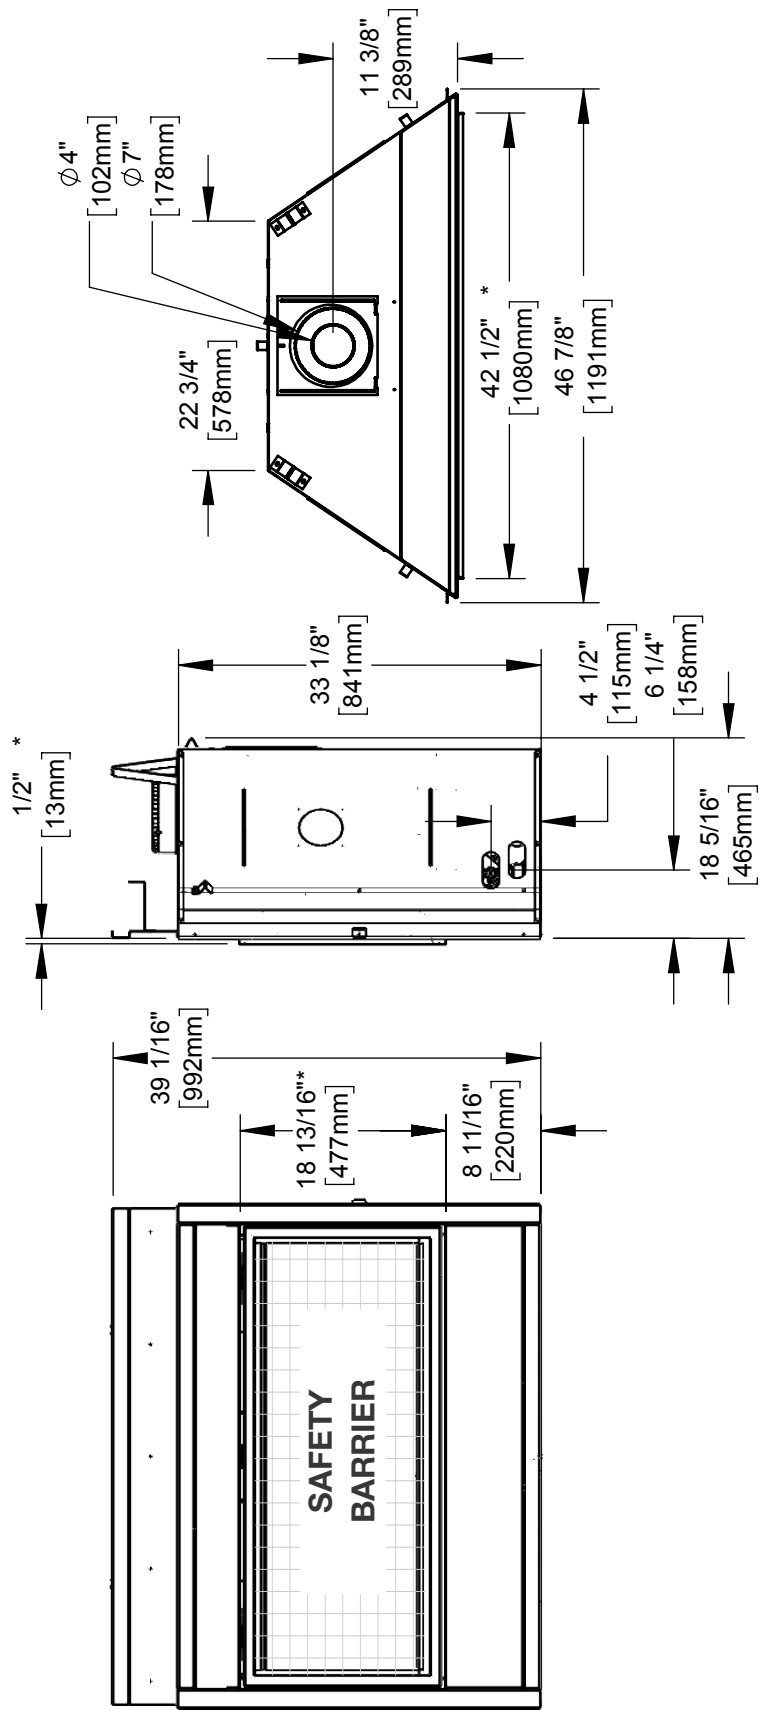 ⌀4"
[102mm]
⌀7"
[178mm]
22 3/4"
[578mm]
11 3/8"
[289mm]
42 1/2" *
[1080mm]
46 7/8"
[1191mm]
1/2" *
[13mm]
33 1/8"
[841mm]
4 1/2"
[115mm]
6 1/4"
[158mm]
18 5/16"
[465mm]
39 1/16"
[992mm]
18 13/16"*
[477mm]
8 11/16"
[220mm]
SAFETY
BARRIER